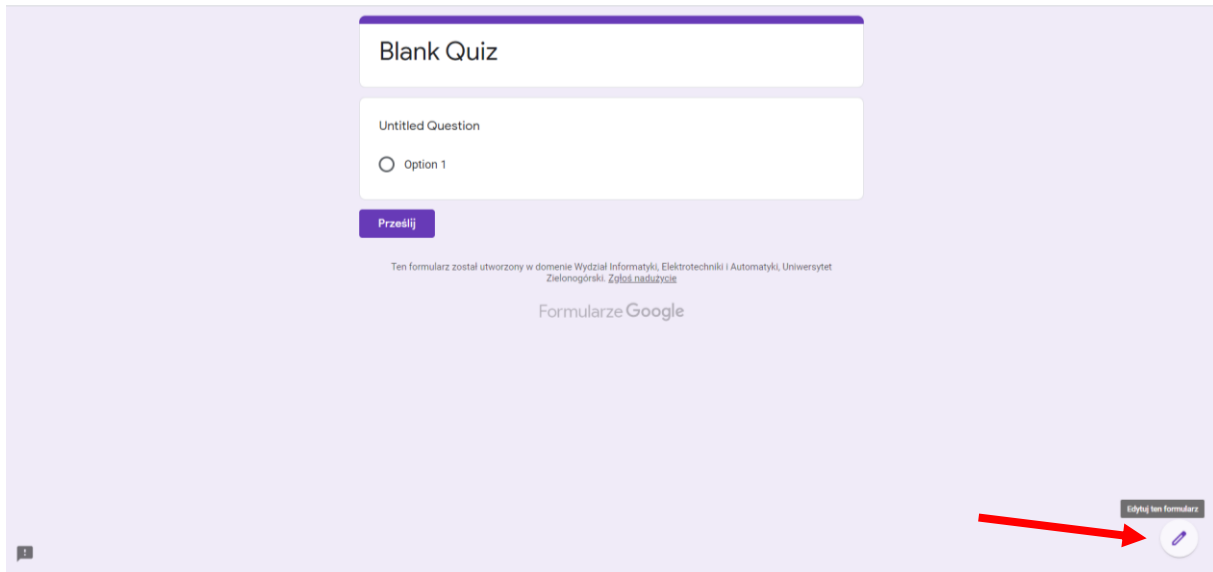 Blank Quiz
Untitled Question
Option 1
Prześlij
Ten formularz został utworzony w domenie Wydział Informatyki, Elektrotechniki i Automatyki, Uniwersytet
Zielonogórski. Zgłoś nadużycie
Formularze Google
Edytuj ten formularz